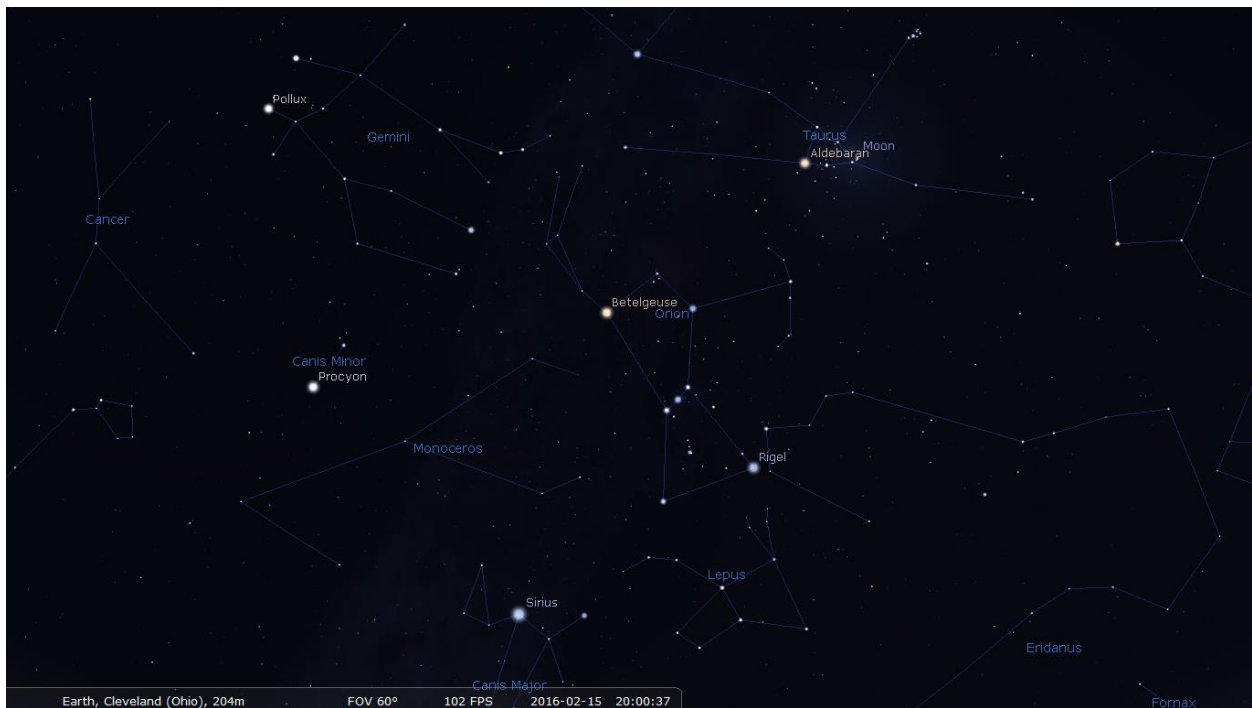 Pollux
Gemini
Taurus
Moon
Aldebaran
Cancer
Betelgeuse
Orion
Canis Minor
Procyon
Monoceros
Rigel
Lepus
Sirius
Eridanus
Canis Major
Fornax
Earth, Cleveland (Ohio), 204m FOV 60° 102 FPS 2016-02-15 20:00:37